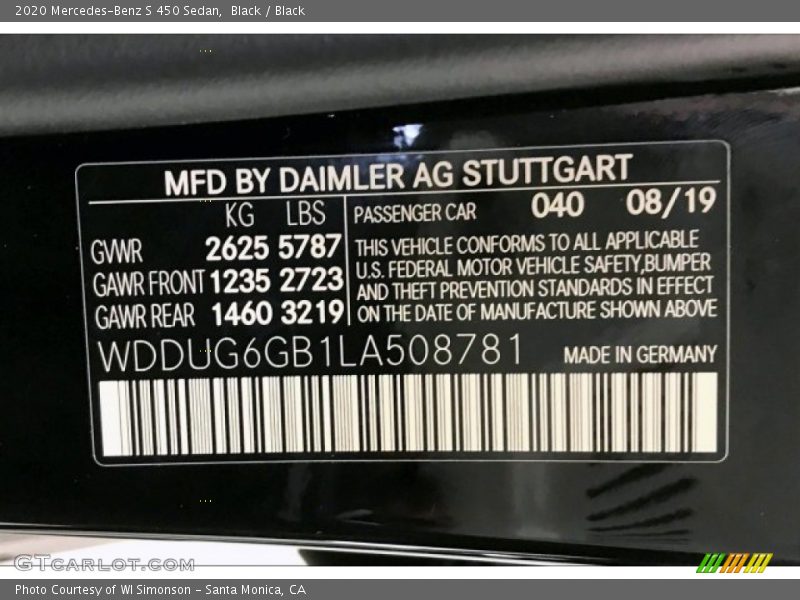 2020 Mercedes-Benz S 450 Sedan, Black / Black
MFD BY DAIMLER AG STUTTGART
KG LBS
GVWR 2625 5787
GAWR FRONT 1235 2723
GAWR REAR 1460 3219
PASSENGER CAR 040 08/19
THIS VEHICLE CONFORMS TO ALL APPLICABLE
U.S. FEDERAL MOTOR VEHICLE SAFETY,BUMPER
AND THEFT PREVENTION STANDARDS IN EFFECT
ON THE DATE OF MANUFACTURE SHOWN ABOVE
WDDUG6GB1LA508781 MADE IN GERMANY
GTCARLOT.COM
Photo Courtesy of WI Simonson - Santa Monica, CA